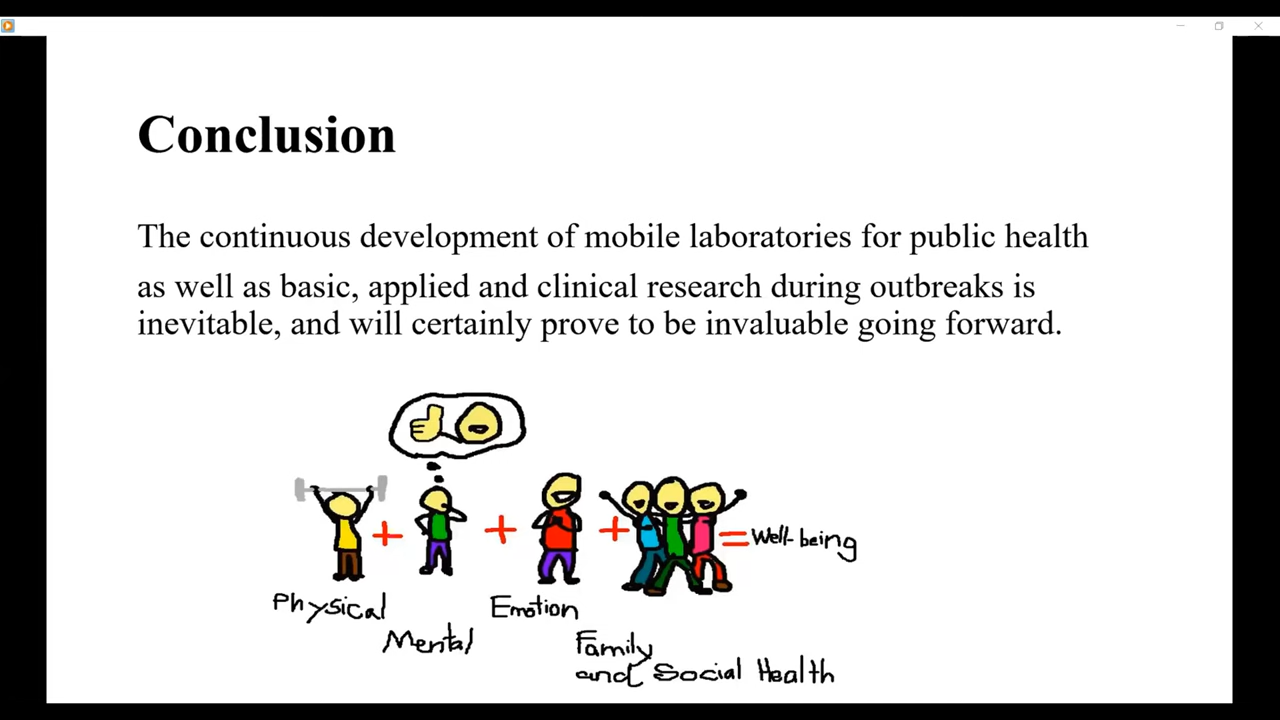 Conclusion
The continuous development of mobile laboratories for public health
as well as basic, applied and clinical research during outbreaks is
inevitable, and will certainly prove to be invaluable going forward.
+ + + = Well-being
Physical
Mental
Emotion
Family
and Social Health